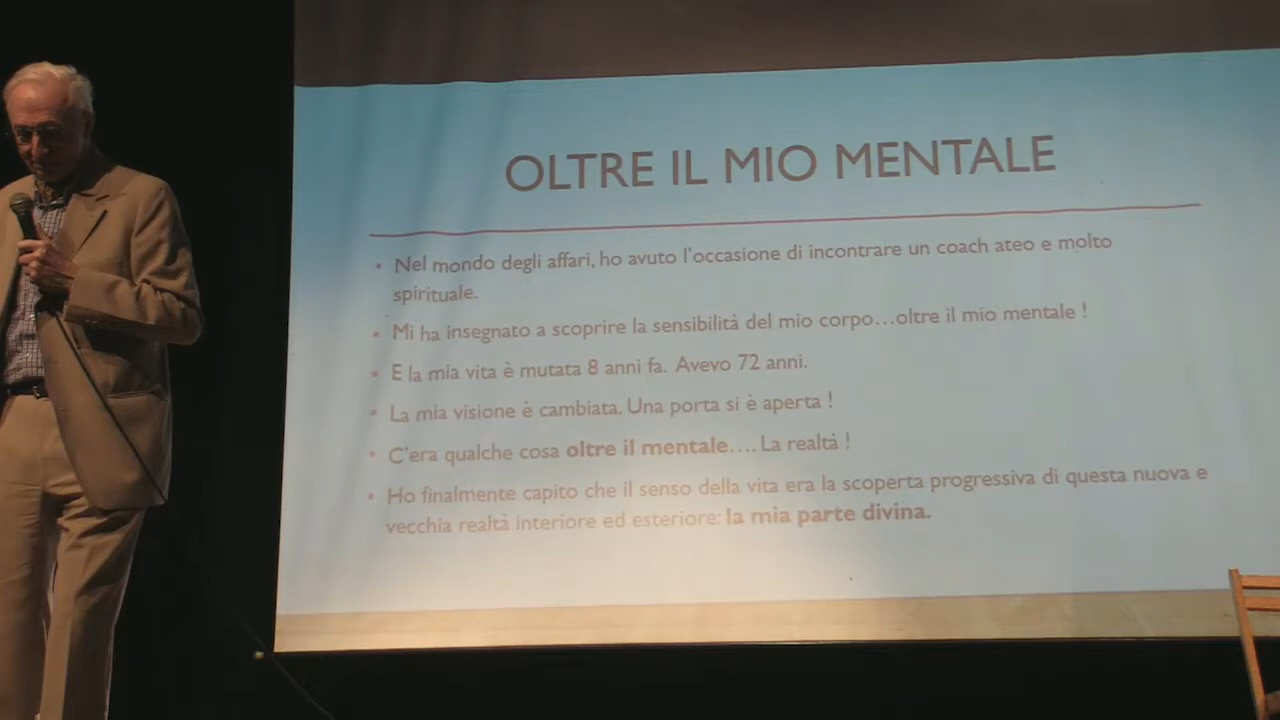 OLTRE IL MIO MENTALE
• Nel mondo degli affari, ho avuto l'occasione di incontrare un coach ateo e molto
spirituale.
• Mi ha insegnato a scoprire la sensibilità del mio corpo…oltre il mio mentale !
• E la mia vita è mutata 8 anni fa. Avevo 72 anni.
• La mia visione è cambiata. Una porta si è aperta !
• C'era qualche cosa oltre il mentale…. La realtà !
• Ho finalmente capito che il senso della vita era la scoperta progressiva di questa nuova e
vecchia realtà interiore ed esteriore: la mia parte divina.